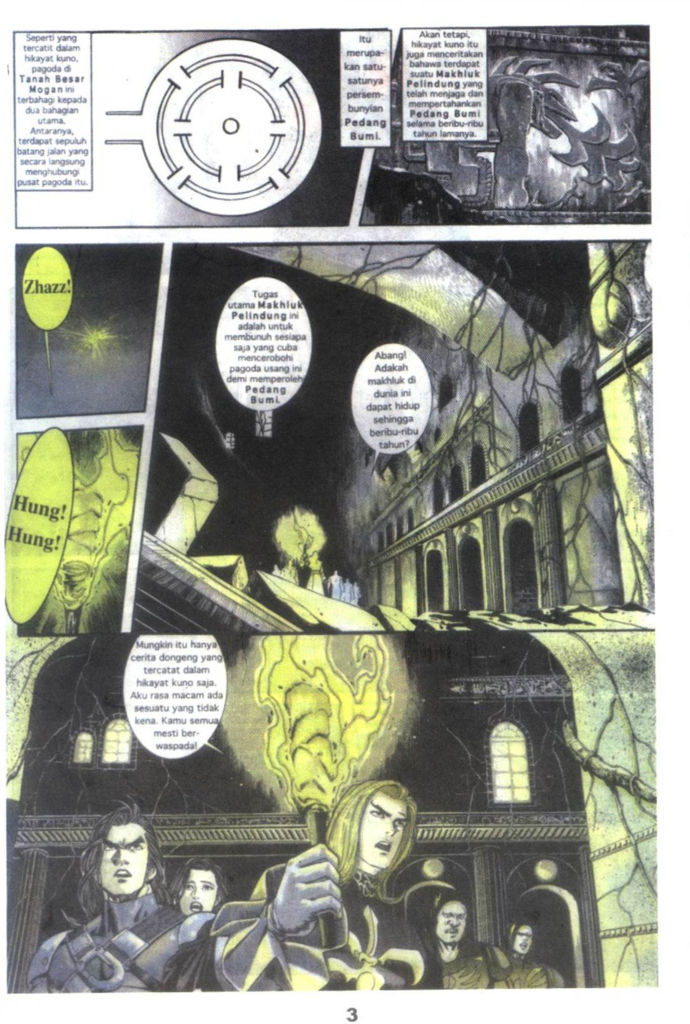 Seperti yang
tercatit dalam
hikayat kuno,
pagoda di
Tanah Besar
Mogan ini
terbahagi kepada
dua bahagian
utama.
Antaranya,
terdapat sepuluh
batang jalan yang
secara langsung
menghubungi
pusat pagoda itu.
Itu
merupa-
kan satu-
satunya
persem-
bunyian
Pedang
Bumi.
Akan tetapi,
hikayat kuno itu
juga menceritakan
bahawa terdapat
suatu Makhluk
Pelindung yang
telah menjaga dan
mempertahankan
Pedang Bumi
selama beribu-ribu
tahun lamanya.
Zhazz!
Tugas
utama Makhluk
Pelindung ini
adalah untuk
membunuh sesiapa
saja yang cuba
mencerobohi
pagoda usang ini
demi memperoleh
Pedang
Bumi.
Abang!
Adakah
makhluk di
dunia ini
dapat hidup
sehingga
beribu-ribu
tahun?
Hung!
Hung!
Mungkin itu hanya
cerita dongeng yang
tercatat dalam
hikayat kuno saja.
Aku rasa macam ada
sesuatu yang tidak
kena. Kamu semua
mesti ber-
waspada!
3